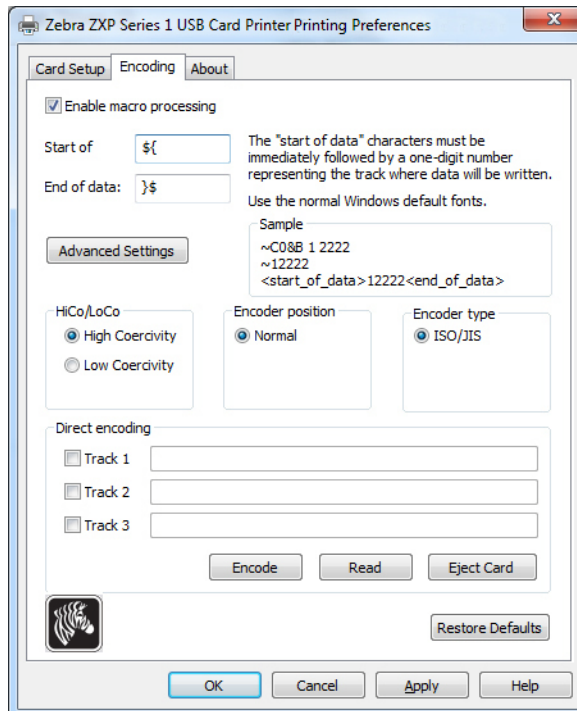 Zebra ZXP Series 1 USB Card Printer Printing Preferences
Card Setup Encoding About
Enable macro processing
Start of ${
The "start of data" characters must be
immediately followed by a one-digit number
representing the track where data will be written.
End of data: }$
Use the normal Windows default fonts.
Advanced Settings
Sample
~C0&B 1 2222
~12222
<start_of_data>12222<end_of_data>
HiCo/LoCo
High Coercivity
Low Coercivity
Encoder position
Normal
Encoder type
ISO/JIS
Direct encoding
Track 1
Track 2
Track 3
Encode Read Eject Card
Restore Defaults
OK Cancel Apply Help